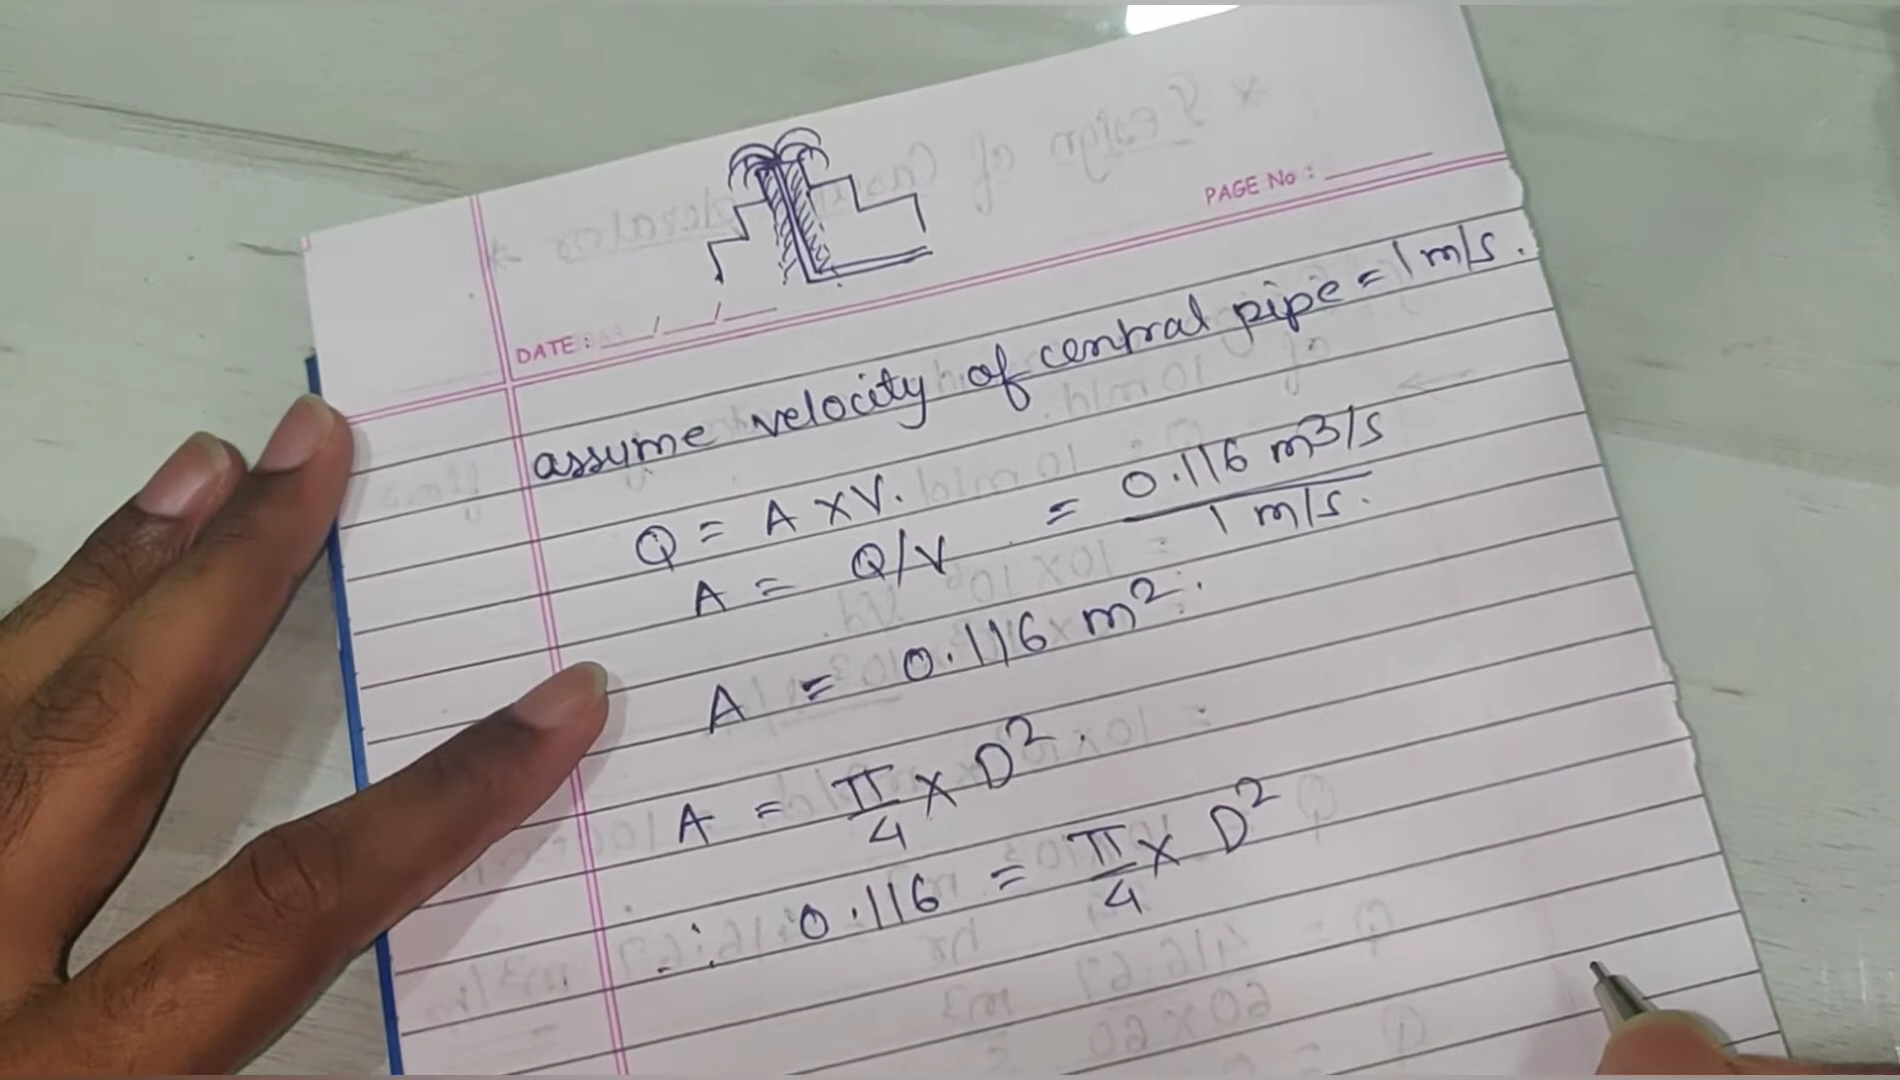 PAGE No :
DATE : / /
assume velocity of central pipe = 1 m/s.
Q = A x V.
A = Q/V = 0.116 m3/s / 1 m/s.
A = 0.116 m2.
A = π/4 x D2.
∴ 0.116 = π/4 x D2